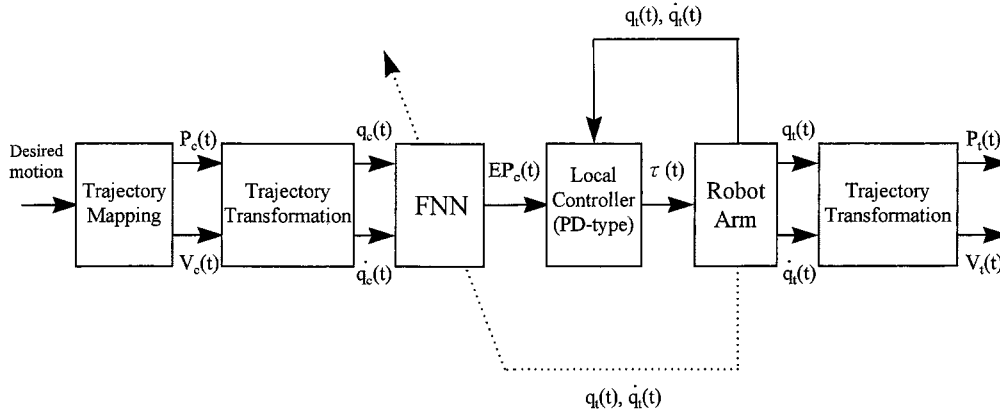 q_t(t), q̇_t(t)
Desired
motion
P_c(t)
q_c(t)
EP_c(t)
τ (t)
q_t(t)
P_t(t)
Trajectory
Mapping
Trajectory
Transformation
FNN
Local
Controller
(PD-type)
Robot
Arm
Trajectory
Transformation
V_c(t)
q̇_c(t)
q̇_t(t)
V_t(t)
q_t(t), q̇_t(t)